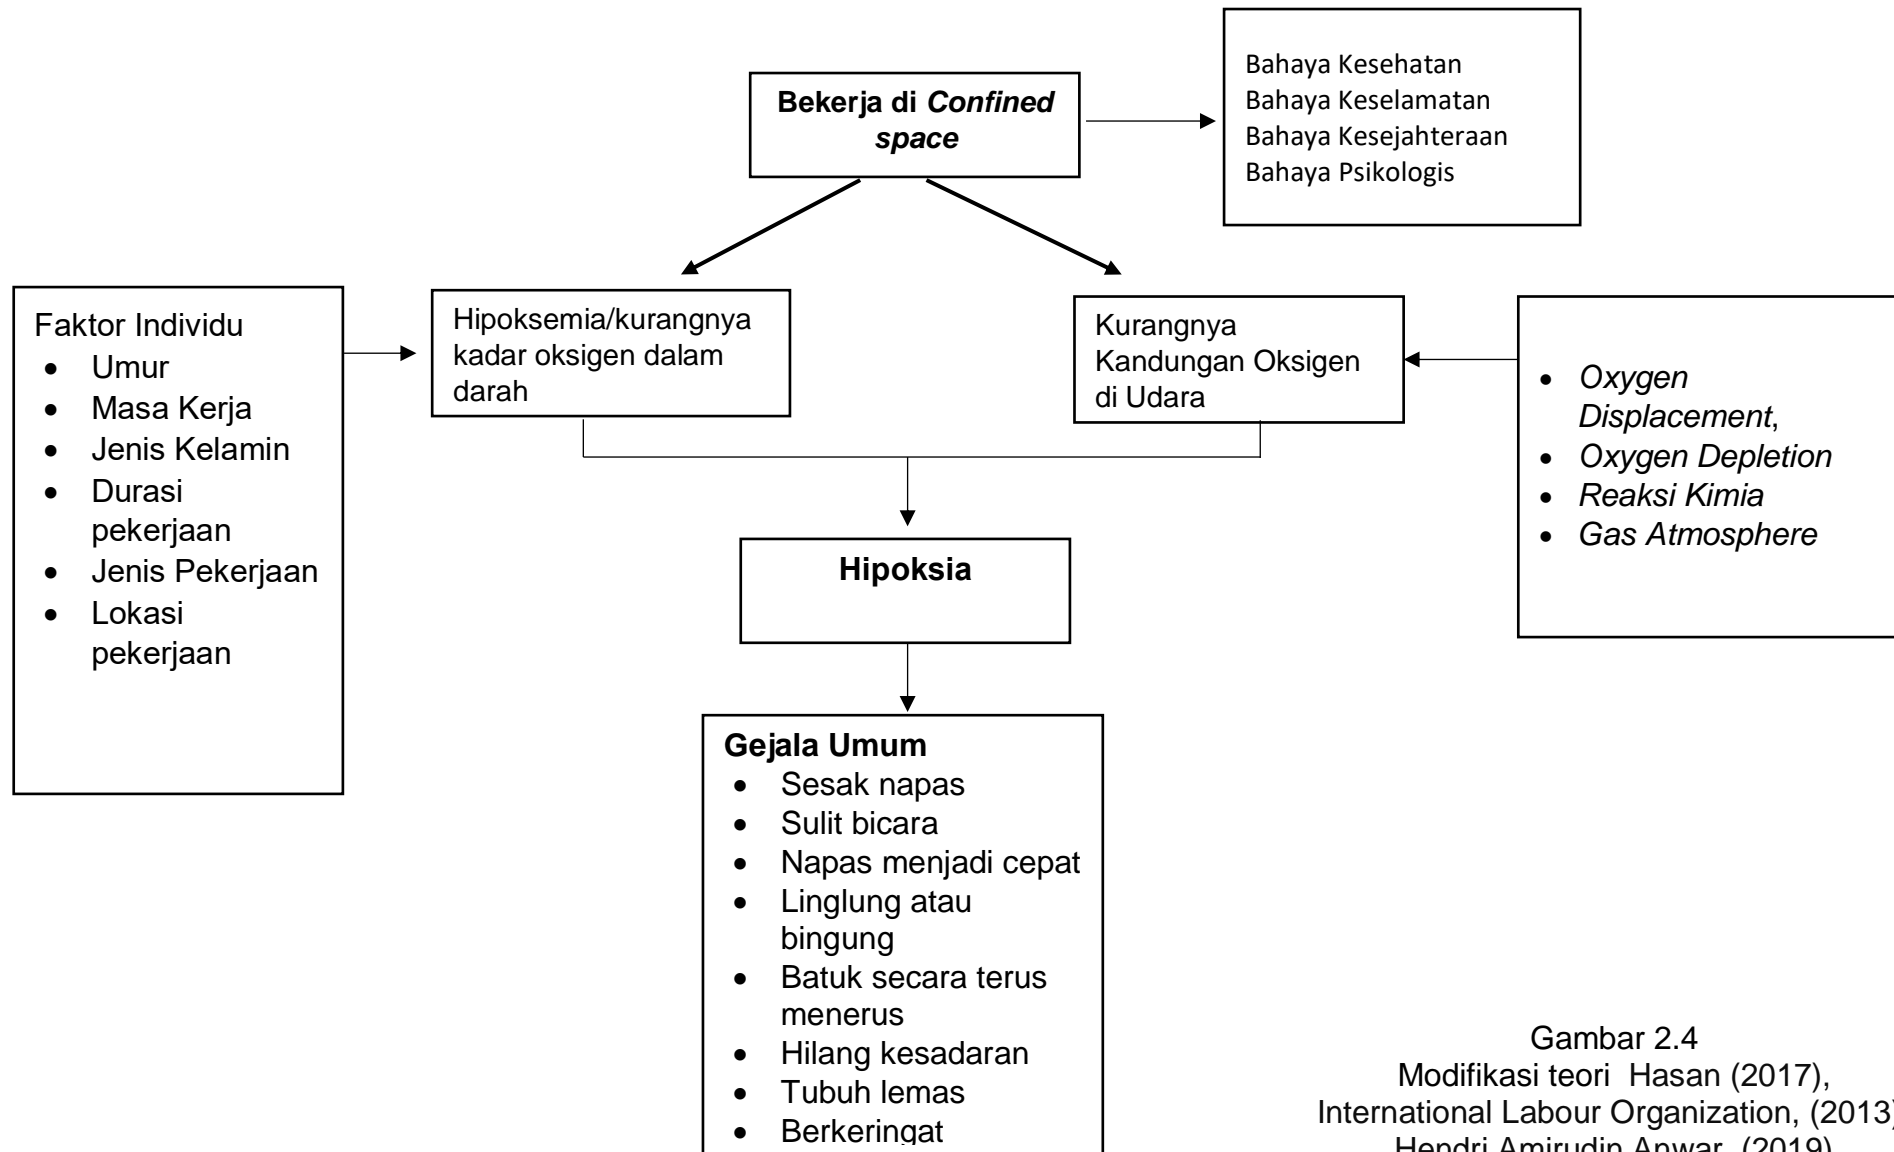 Bekerja di Confined
space
Bahaya Kesehatan
Bahaya Keselamatan
Bahaya Kesejahteraan
Bahaya Psikologis
Faktor Individu
• Umur
• Masa Kerja
• Jenis Kelamin
• Durasi
pekerjaan
• Jenis Pekerjaan
• Lokasi
pekerjaan
Hipoksemia/kurangnya
kadar oksigen dalam
darah
Kurangnya
Kandungan Oksigen
di Udara
• Oxygen
Displacement,
• Oxygen Depletion
• Reaksi Kimia
• Gas Atmosphere
Hipoksia
Gejala Umum
• Sesak napas
• Sulit bicara
• Napas menjadi cepat
• Linglung atau
bingung
• Batuk secara terus
menerus
• Hilang kesadaran
• Tubuh lemas
• Berkeringat
Gambar 2.4
Modifikasi teori Hasan (2017),
International Labour Organization, (2013)
Hendri Amirudin Anwar, (2019)